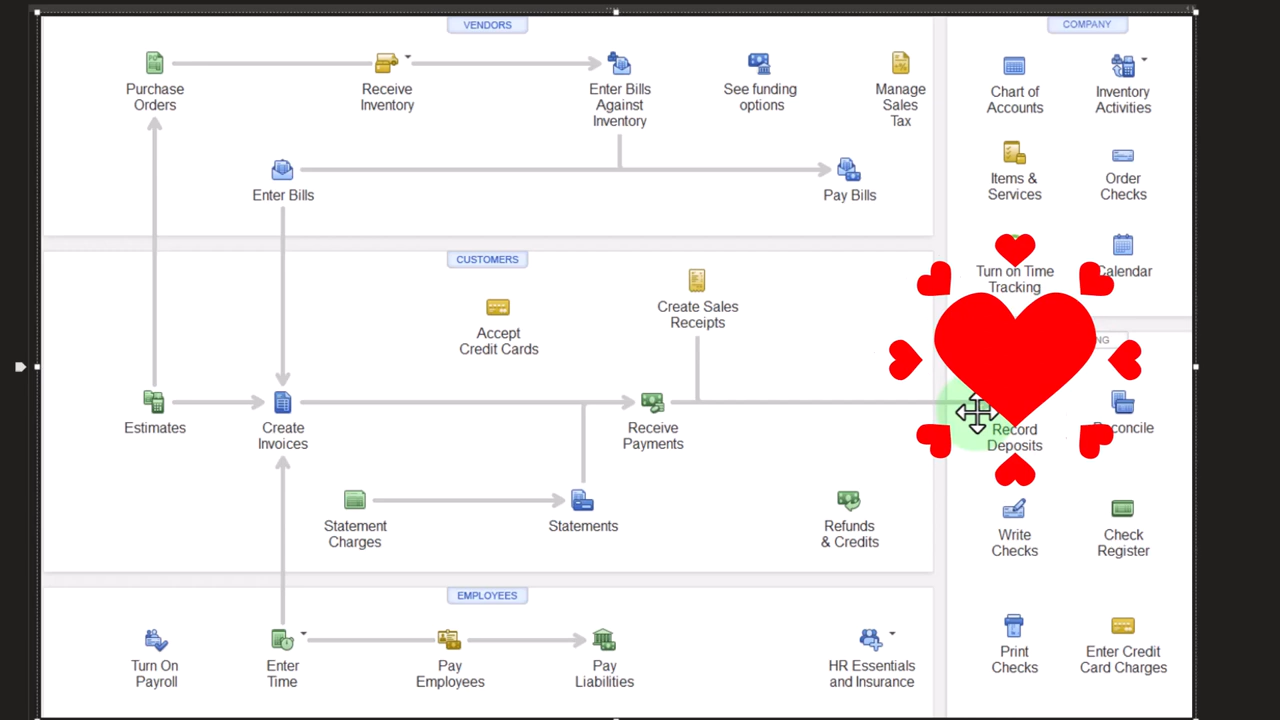 VENDORS
Purchase
Orders
Receive
Inventory
Enter Bills
Against
Inventory
See funding
options
Manage
Sales
Tax
Enter Bills
Pay Bills
COMPANY
Chart of
Accounts
Inventory
Activities
Items &
Services
Order
Checks
Turn on Time
Tracking
Calendar
CUSTOMERS
Create Sales
Receipts
Accept
Credit Cards
Estimates
Create
Invoices
Receive
Payments
Statement
Charges
Statements
Refunds
& Credits
NG
Record
Deposits
econcile
Write
Checks
Check
Register
Print
Checks
Enter Credit
Card Charges
EMPLOYEES
Turn On
Payroll
Enter
Time
Pay
Employees
Pay
Liabilities
HR Essentials
and Insurance